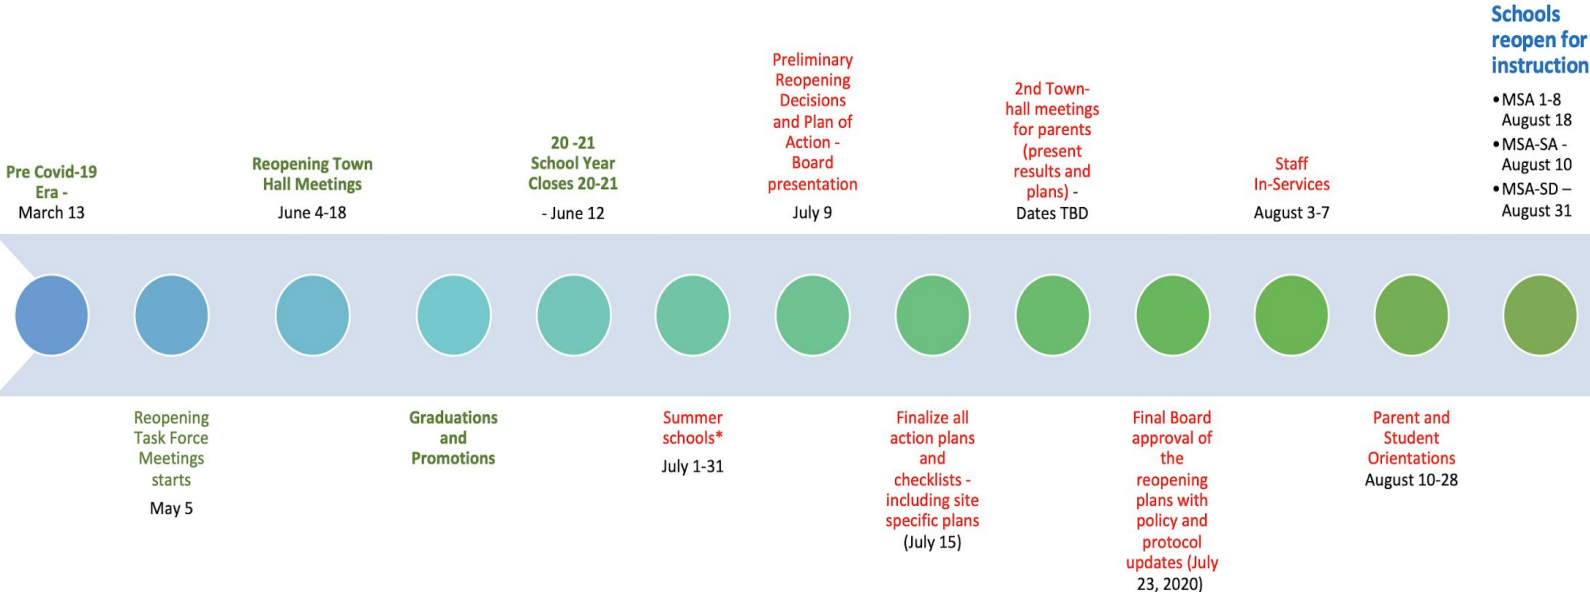 Pre Covid-19
Era -
March 13
Reopening
Task Force
Meetings
starts
May 5
Reopening Town
Hall Meetings
June 4-18
Graduations
and
Promotions
20 -21
School Year
Closes 20-21
- June 12
Summer
schools*
July 1-31
Preliminary
Reopening
Decisions
and Plan of
Action -
Board
presentation
July 9
Finalize all
action plans
and
checklists -
including site
specific plans
(July 15)
2nd Town-
hall meetings
for parents
(present
results and
plans) -
Dates TBD
Final Board
approval of
the
reopening
plans with
policy and
protocol
updates (July
23, 2020)
Staff
In-Services
August 3-7
Parent and
Student
Orientations
August 10-28
Schools
reopen for
instruction
•MSA 1-8
August 18
•MSA-SA -
August 10
•MSA-SD –
August 31